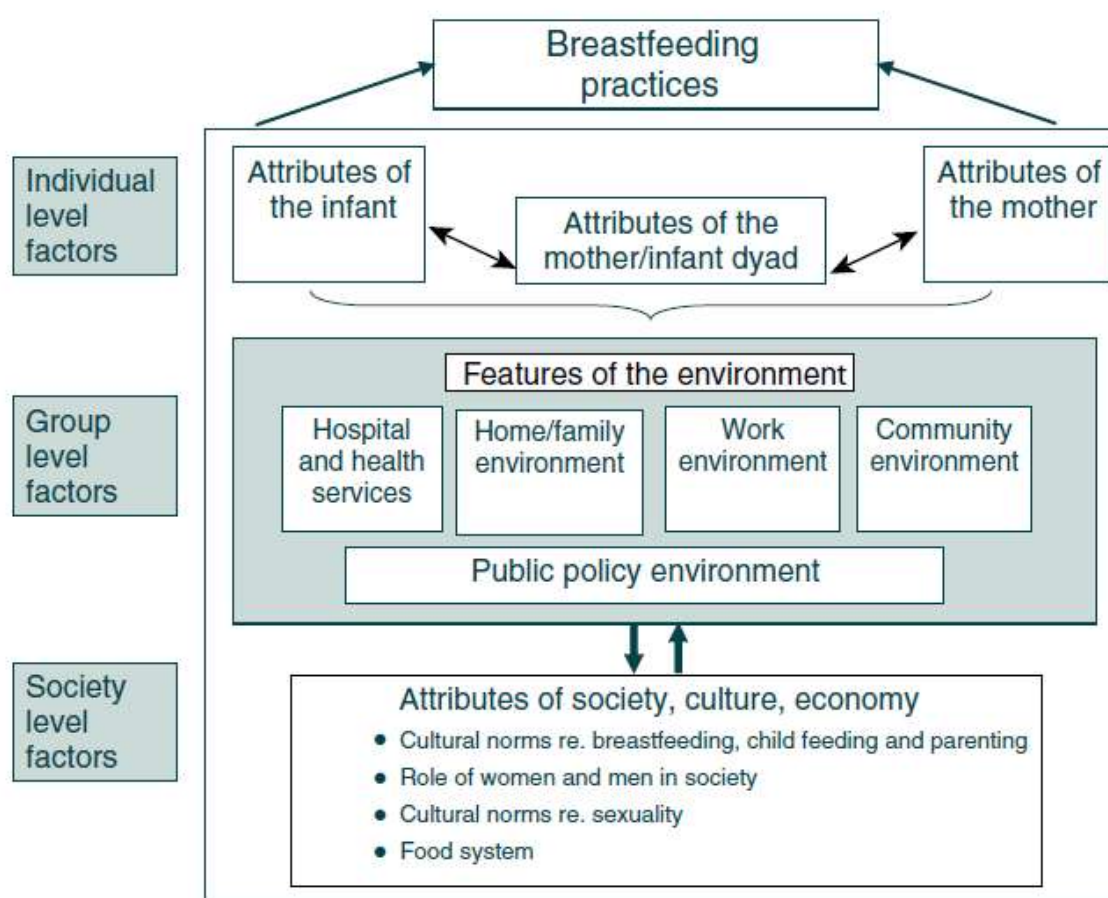 Breastfeeding
practices
Individual
level
factors
Attributes of
the infant
Attributes of the
mother/infant dyad
Attributes of
the mother
Group
level
factors
Features of the environment
Hospital
and health
services
Home/family
environment
Work
environment
Community
environment
Public policy environment
Society
level
factors
Attributes of society, culture, economy
● Cultural norms re. breastfeeding, child feeding and parenting
● Role of women and men in society
● Cultural norms re. sexuality
● Food system